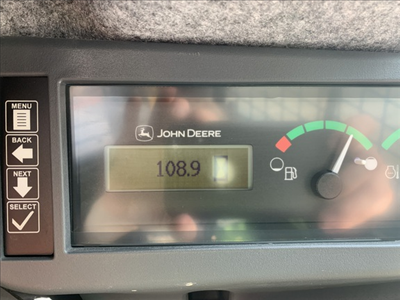 MENU
BACK
NEXT
SELECT
JOHN DEERE
108.9